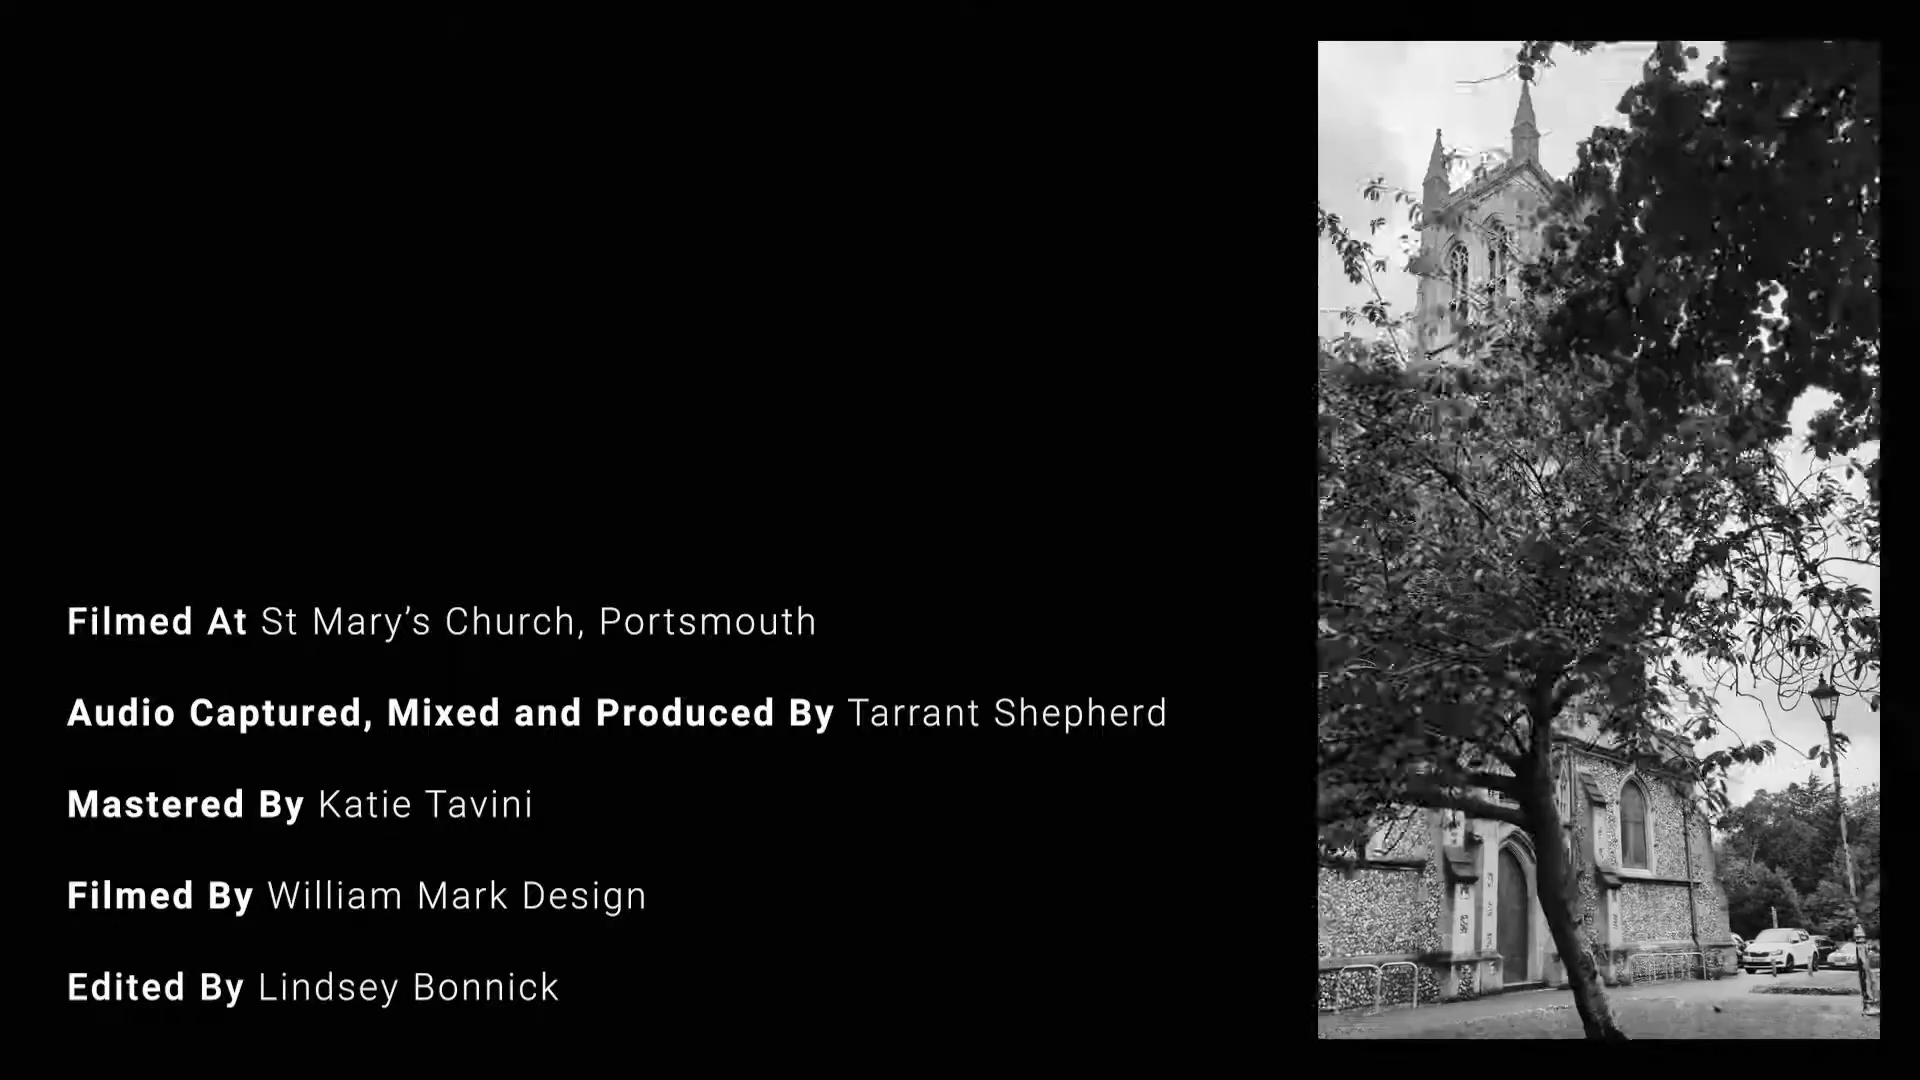 Filmed At St Mary’s Church, Portsmouth
Audio Captured, Mixed and Produced By Tarrant Shepherd
Mastered By Katie Tavini
Filmed By William Mark Design
Edited By Lindsey Bonnick